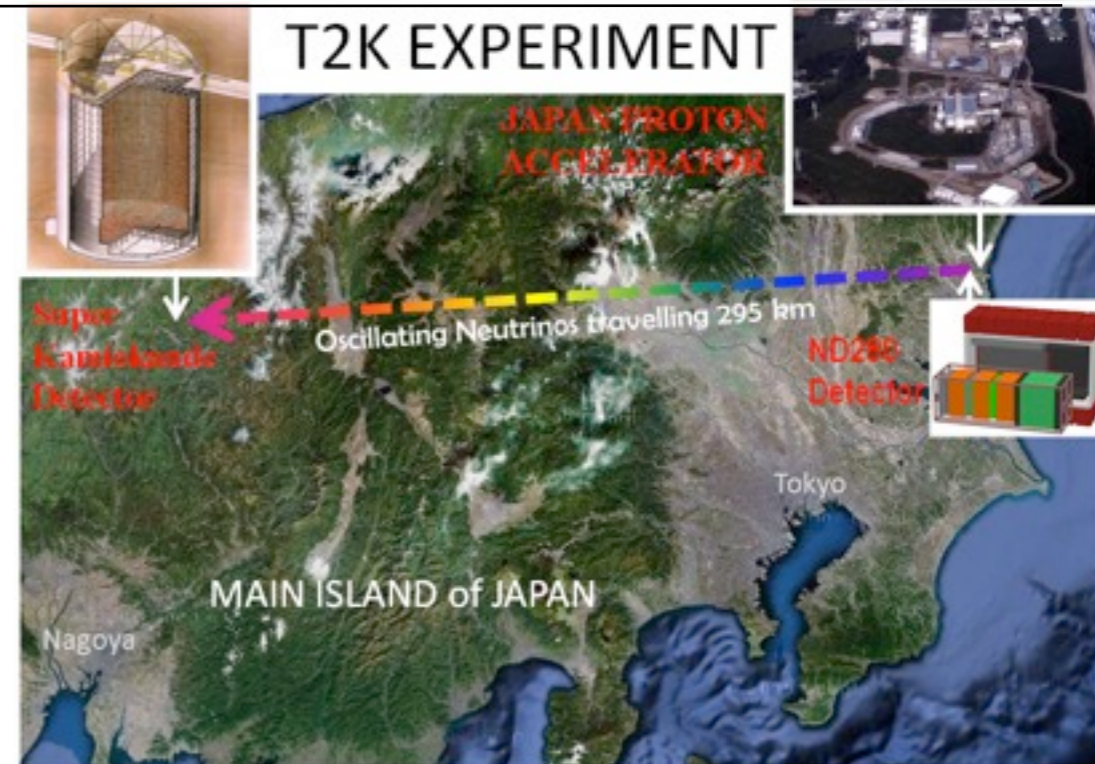 T2K EXPERIMENT
JAPAN PROTON
ACCELERATOR
Oscillating Neutrinos travelling 295 km
Super
Kamiokande
Detector
ND280
Detector
Tokyo
MAIN ISLAND of JAPAN
Nagoya